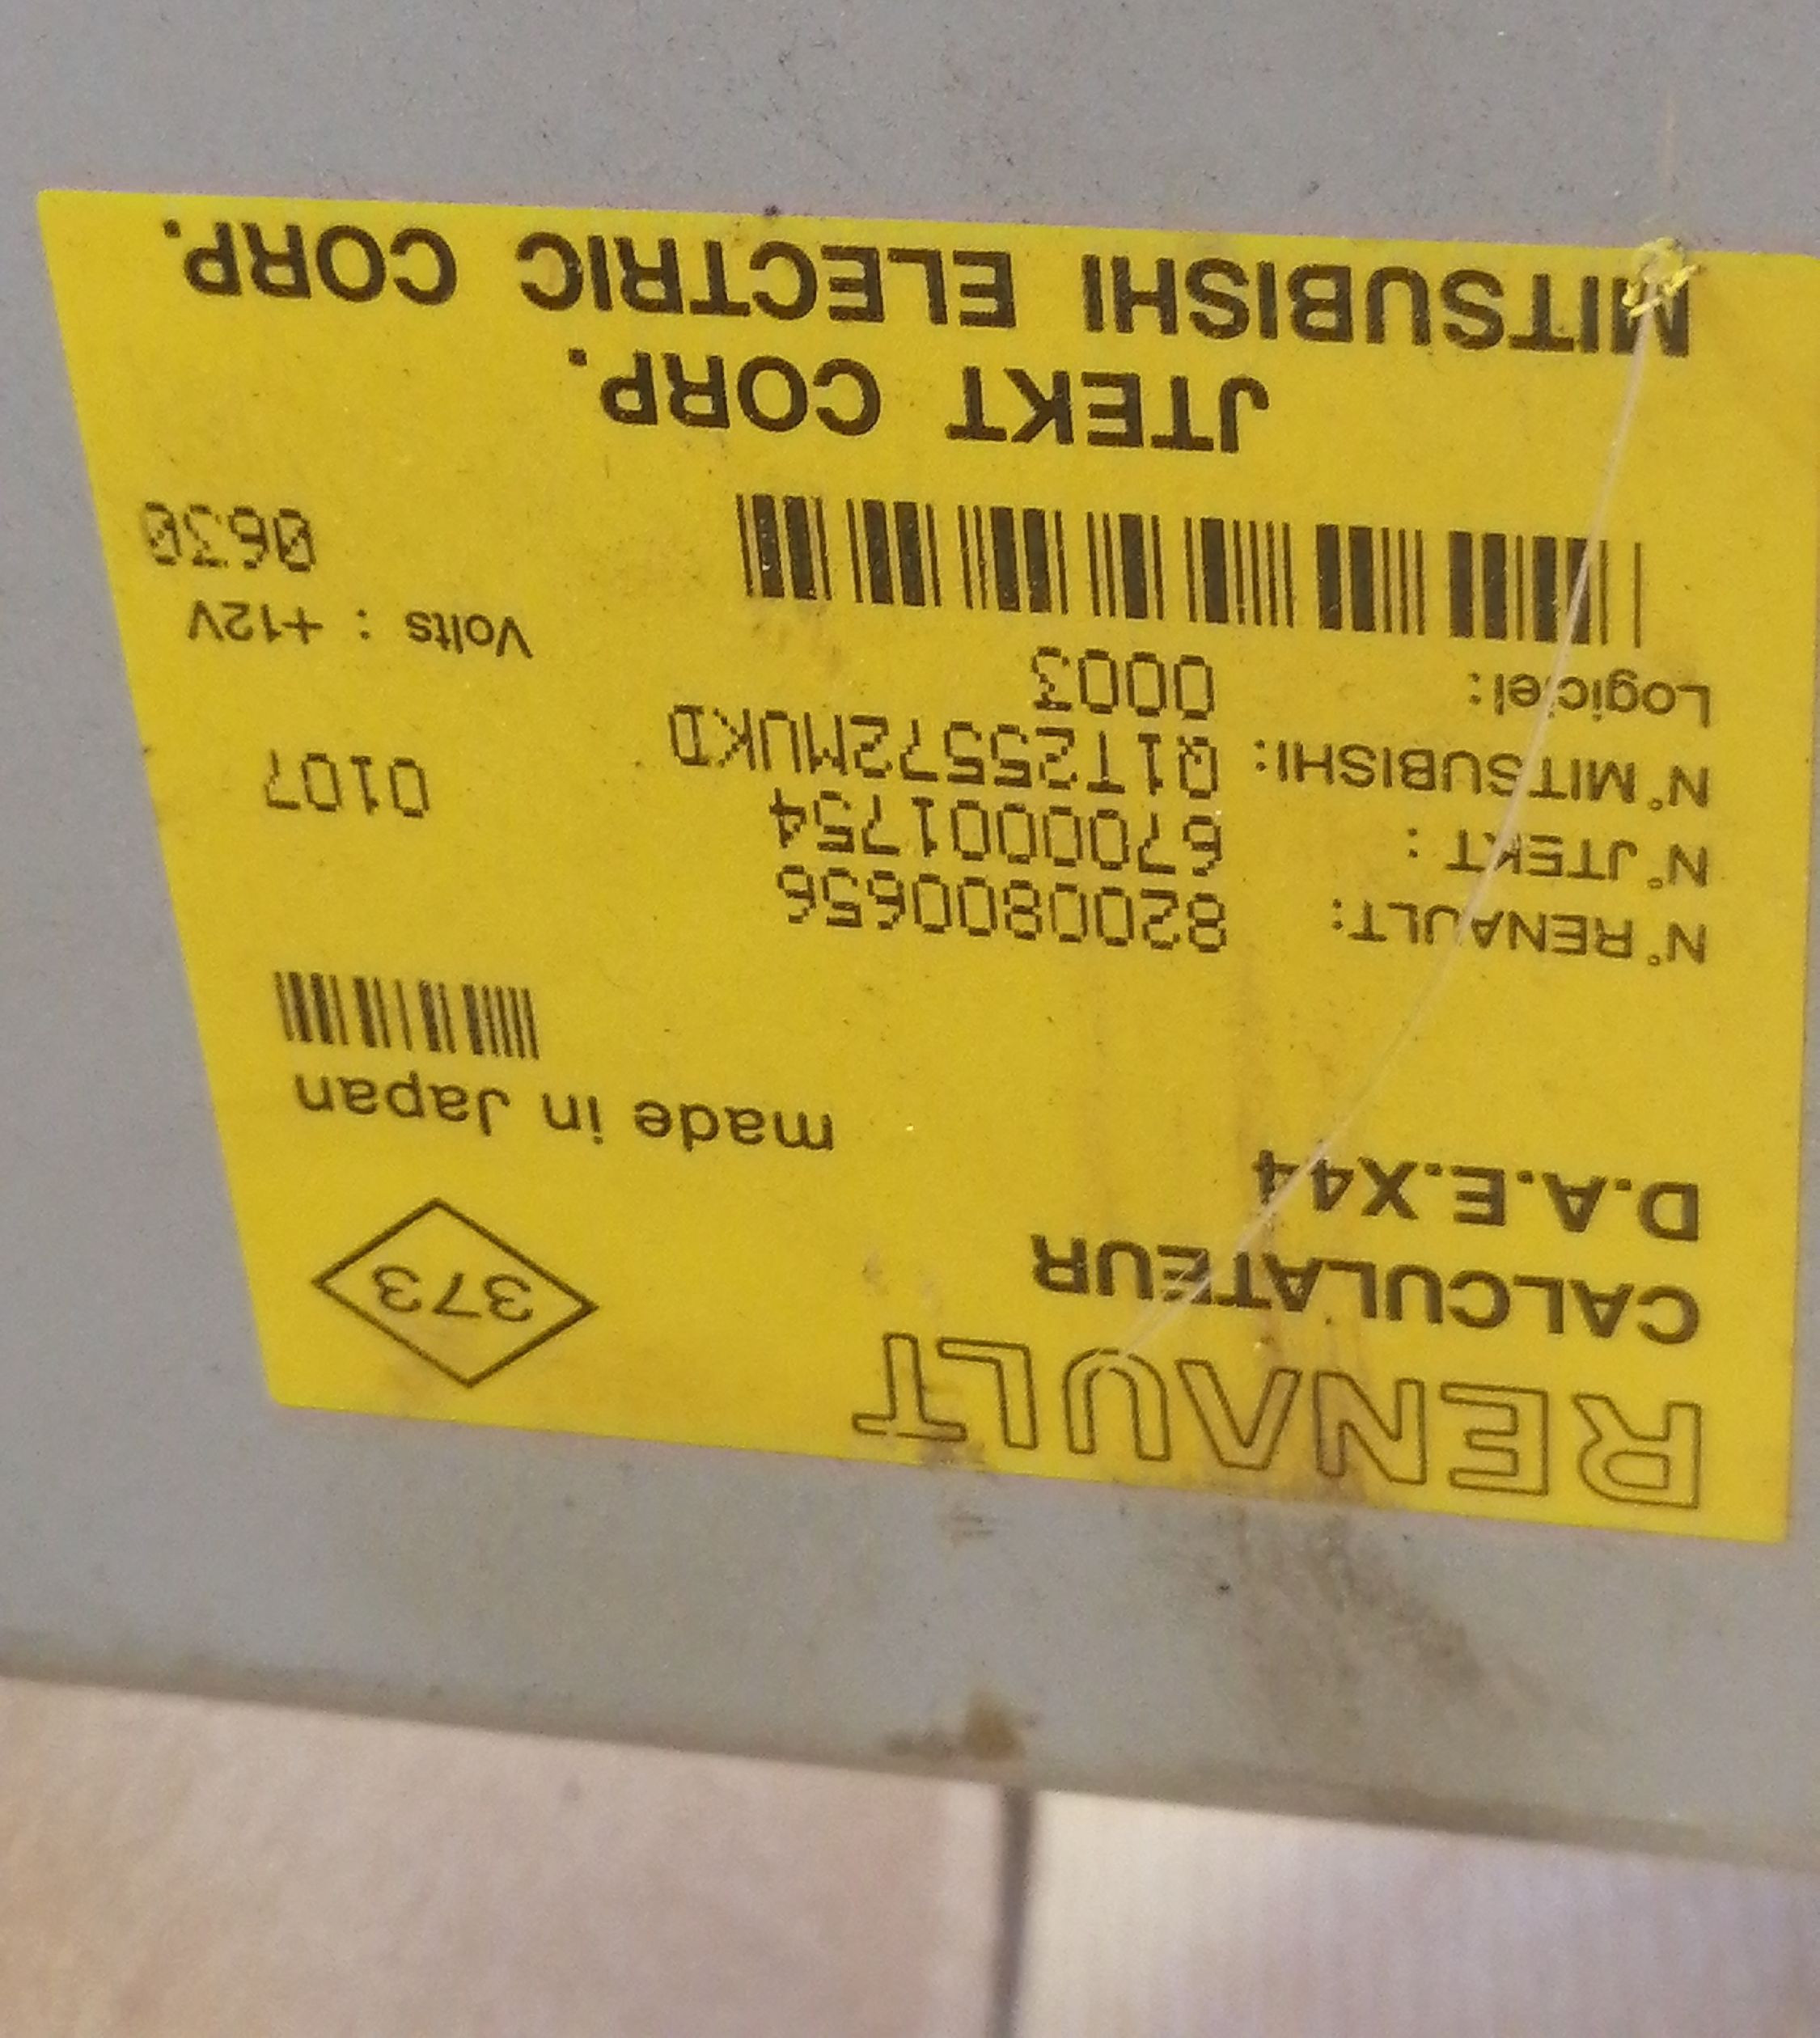 RENAULT
CALCULATEUR
373
D.A.E.X44
made in Japan
N° RENAULT: 8200800656
N° JTEKT : 6700001754 0107
N° MITSUBISHI: Q1T25572MUKD
Logiciel: 0003 Volts : +12V
0630
JTEKT CORP.
MITSUBISHI ELECTRIC CORP.